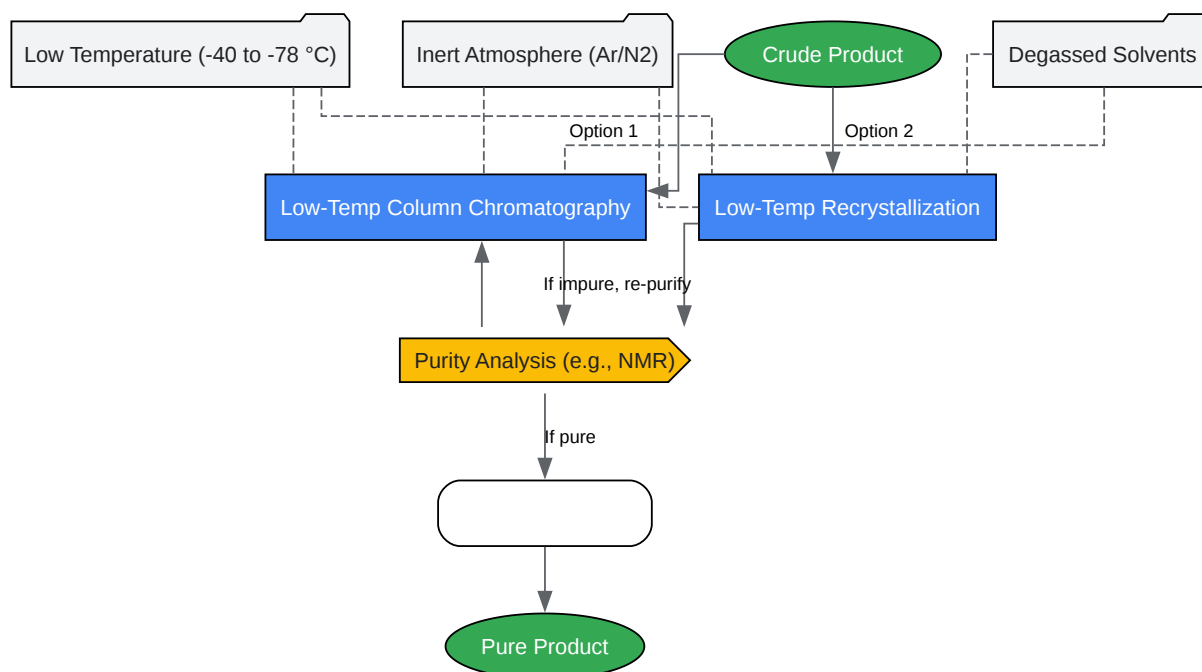 Low Temperature (-40 to -78 °C)
Inert Atmosphere (Ar/N2)
Crude Product
Degassed Solvents
Option 1
Option 2
Low-Temp Column Chromatography
Low-Temp Recrystallization
If impure, re-purify
Purity Analysis (e.g., NMR)
If pure
Pure Product